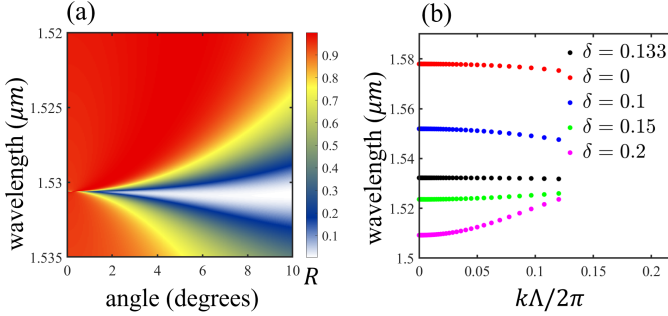 (a)
1.52
1.53
1.535
wavelength (μm)
0 2 4 6 8 10
angle (degrees)
0.9
0.8
0.7
0.6
0.5
0.4
0.3
0.2
0.1
R
(b)
1.58
1.56
1.54
1.52
1.5
wavelength (μm)
0 0.05 0.1 0.15 0.2
kΛ/2π
δ = 0.133
δ = 0
δ = 0.1
δ = 0.15
δ = 0.2